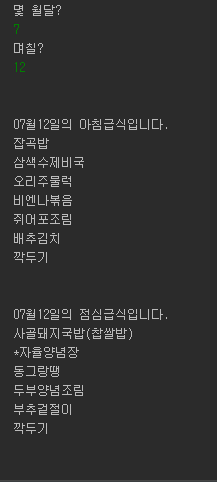 몇 월달?
7
며칠?
12
07월12일의 아침급식입니다.
잡곡밥
삼색수제비국
오리주물럭
비엔나볶음
쥐어포조림
배추김치
깍두기
07월12일의 점심급식입니다.
사골돼지국밥(찹쌀밥)
*자율양념장
동그랑땡
두부양념조림
부추겉절이
깍두기